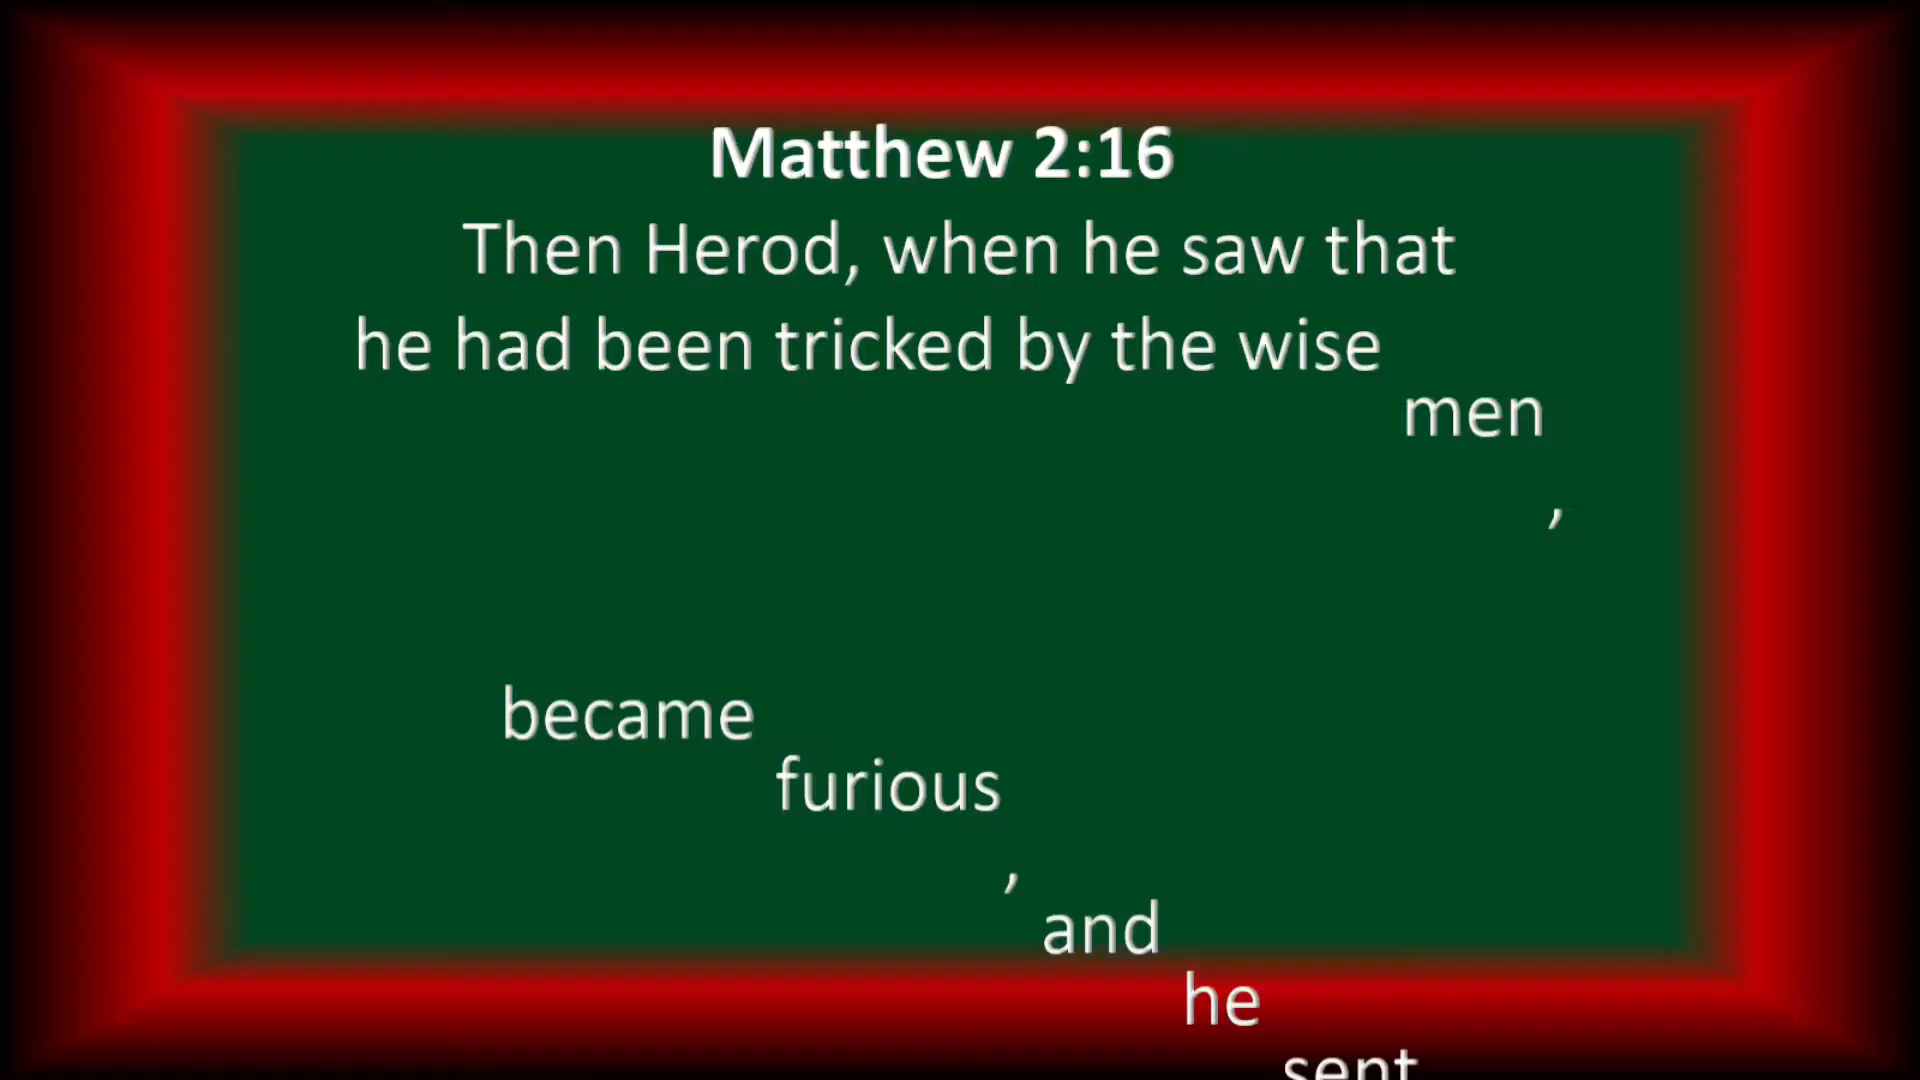 Matthew 2:16
Then Herod, when he saw that
he had been tricked by the wise
men
,
became
furious
,
and
he
sent